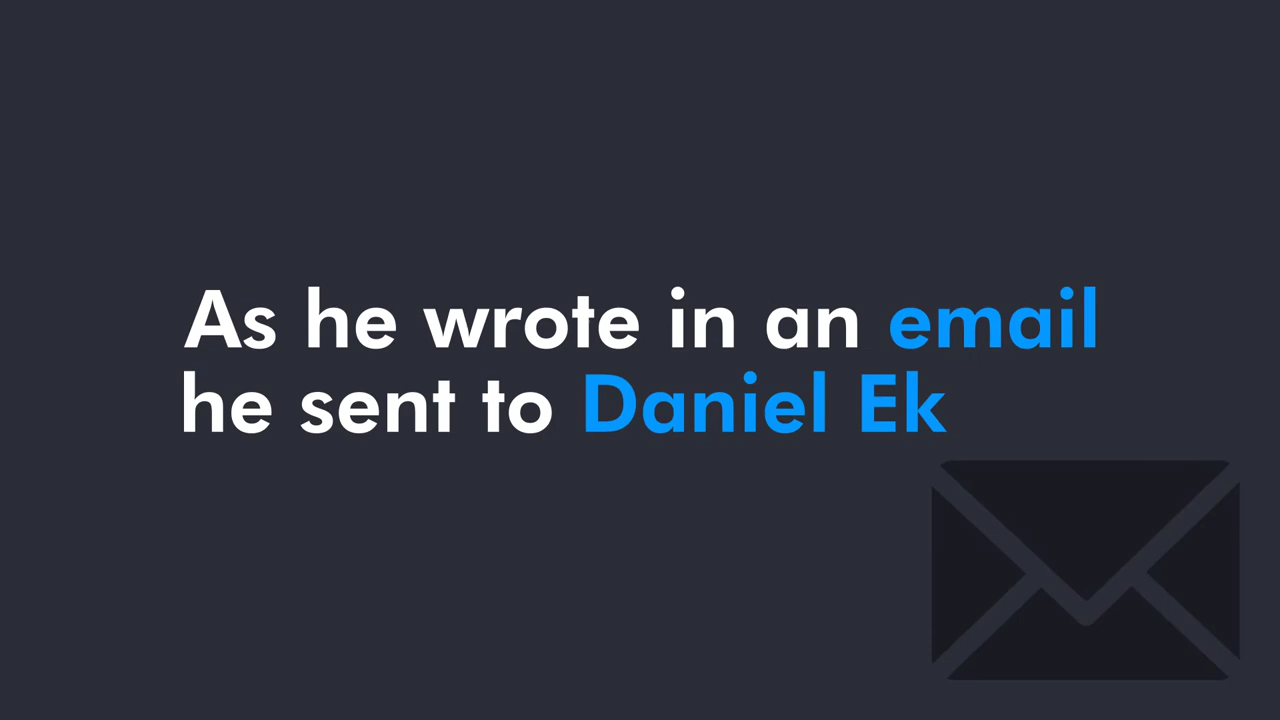 As he wrote in an email
he sent to Daniel Ek